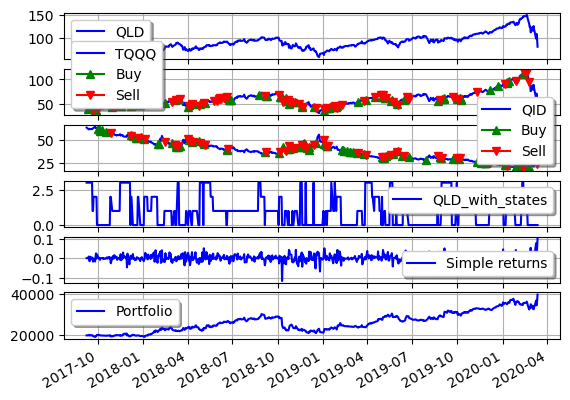 150
QLD
100
TQQQ
100
Buy
50
Sell
QID
50
Buy
25
Sell
2.5
QLD_with_states
0.0
0.1
0.0
Simple returns
−0.1
40000
Portfolio
20000
2017-10
2018-01
2018-04
2018-07
2018-10
2019-01
2019-04
2019-07
2019-10
2020-01
2020-04